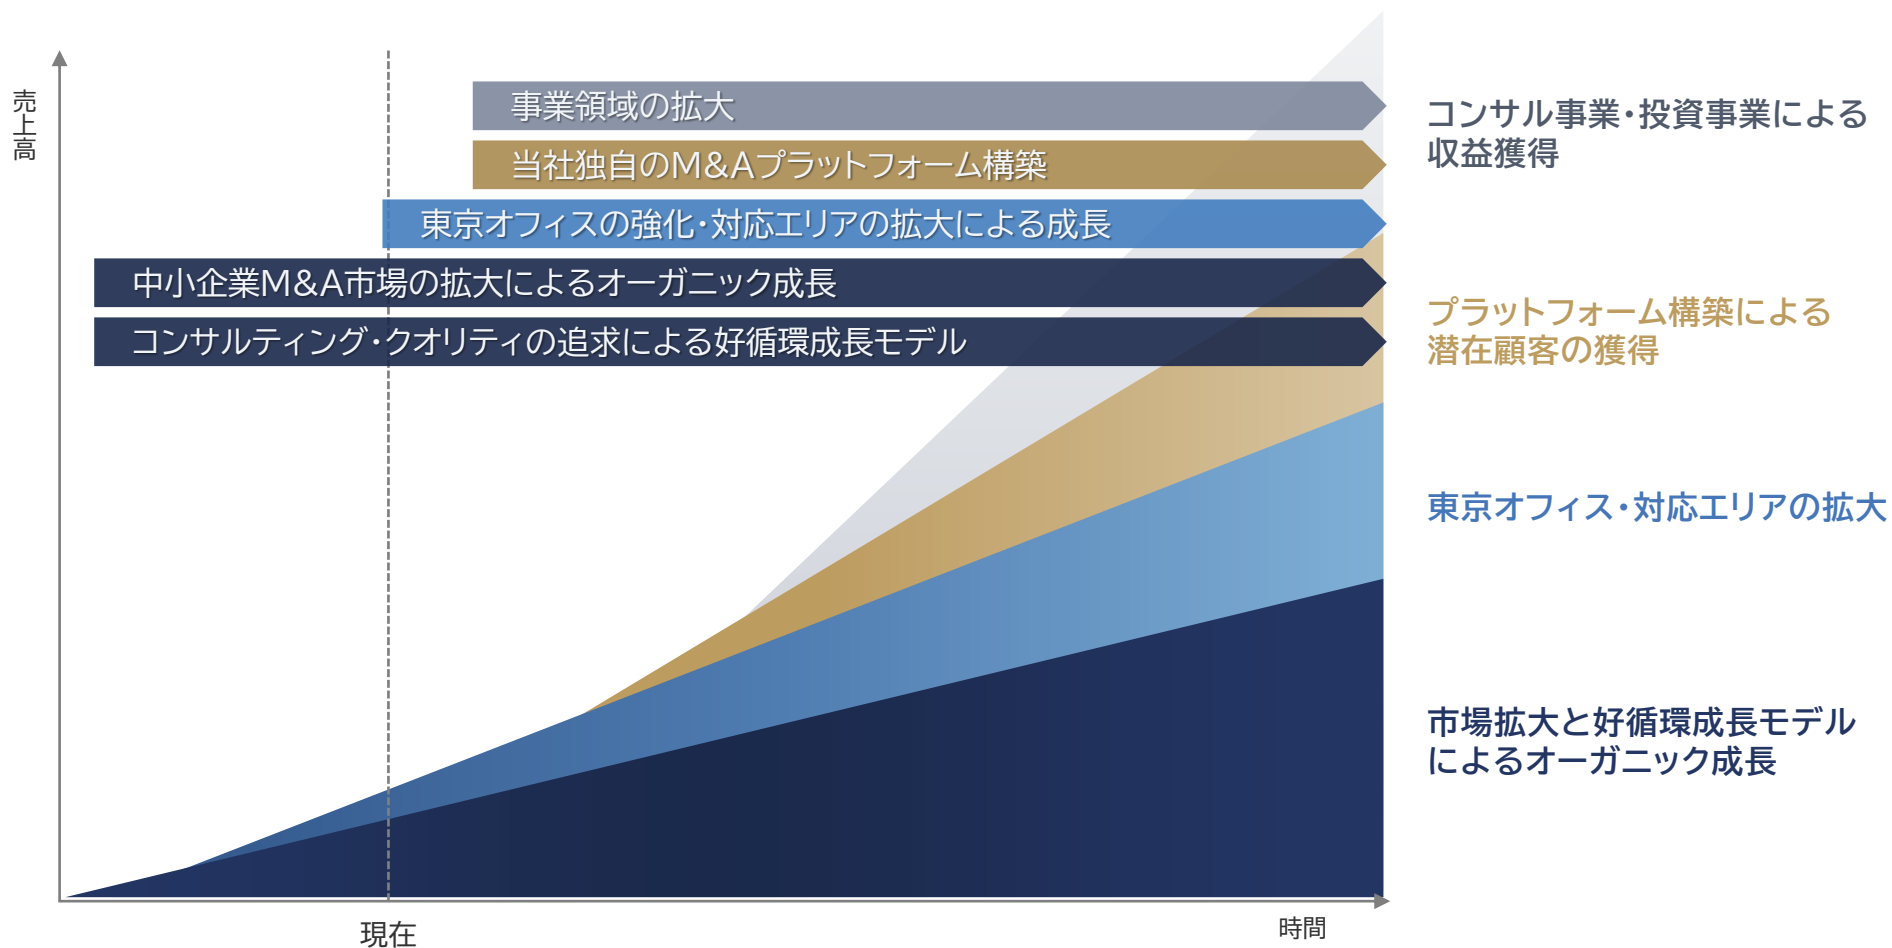 売上高
事業領域の拡大
当社独自のM&Aプラットフォーム構築
東京オフィスの強化・対応エリアの拡大による成長
中小企業M&A市場の拡大によるオーガニック成長
コンサルティング・クオリティの追求による好循環成長モデル
コンサル事業・投資事業による
収益獲得
プラットフォーム構築による
潜在顧客の獲得
東京オフィス・対応エリアの拡大
市場拡大と好循環成長モデル
によるオーガニック成長
現在
時間